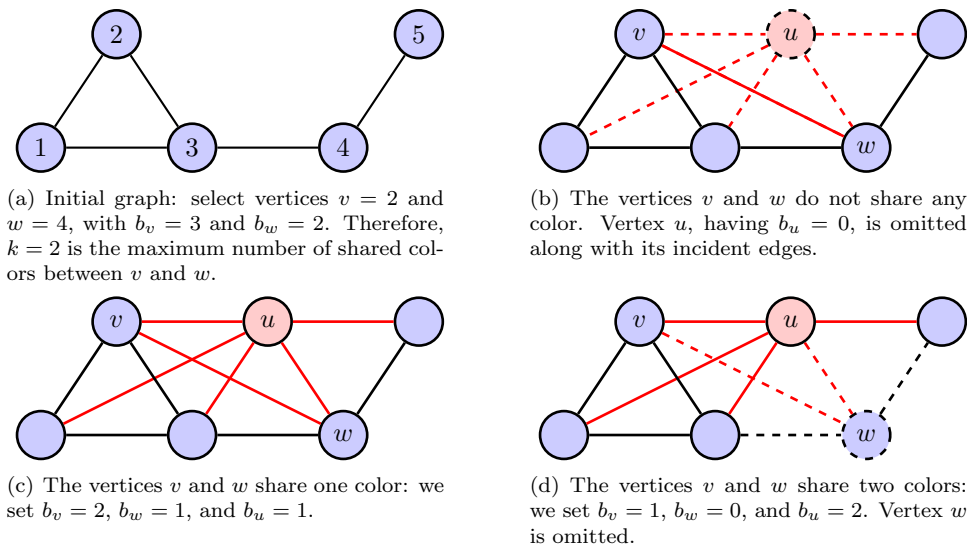 2
5
1
3
4
(a) Initial graph: select vertices v = 2 and
w = 4, with b_v = 3 and b_w = 2. Therefore,
k = 2 is the maximum number of shared col-
ors between v and w.
v
u
w
(b) The vertices v and w do not share any
color. Vertex u, having b_u = 0, is omitted
along with its incident edges.
v
u
w
(c) The vertices v and w share one color: we
set b_v = 2, b_w = 1, and b_u = 1.
v
u
w
(d) The vertices v and w share two colors:
we set b_v = 1, b_w = 0, and b_u = 2. Vertex w
is omitted.